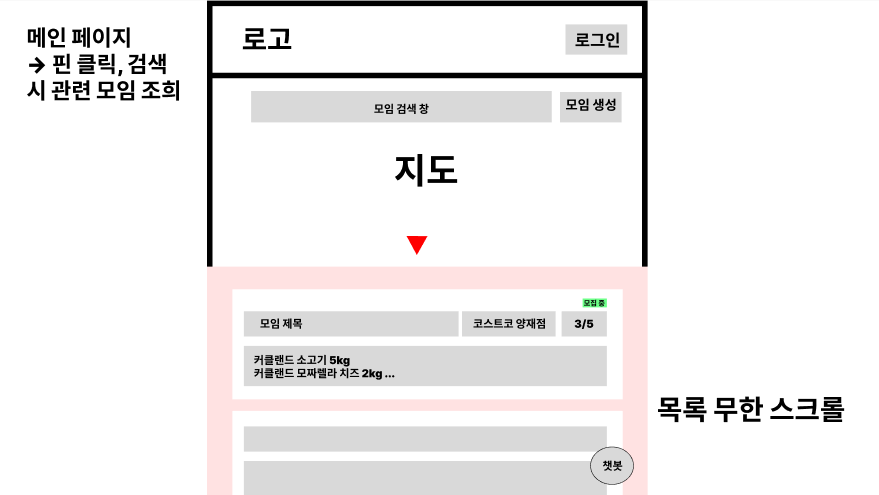 메인 페이지
→ 핀 클릭, 검색
시 관련 모임 조희
로고
로그인
모임 검색 창
모임 생성
지도
모집 중
모임 제목
코스트코 양재점
3/5
커클랜드 소고기 5kg
커클랜드 모짜렐라 치즈 2kg ...
목록 무한 스크롤
챗봇